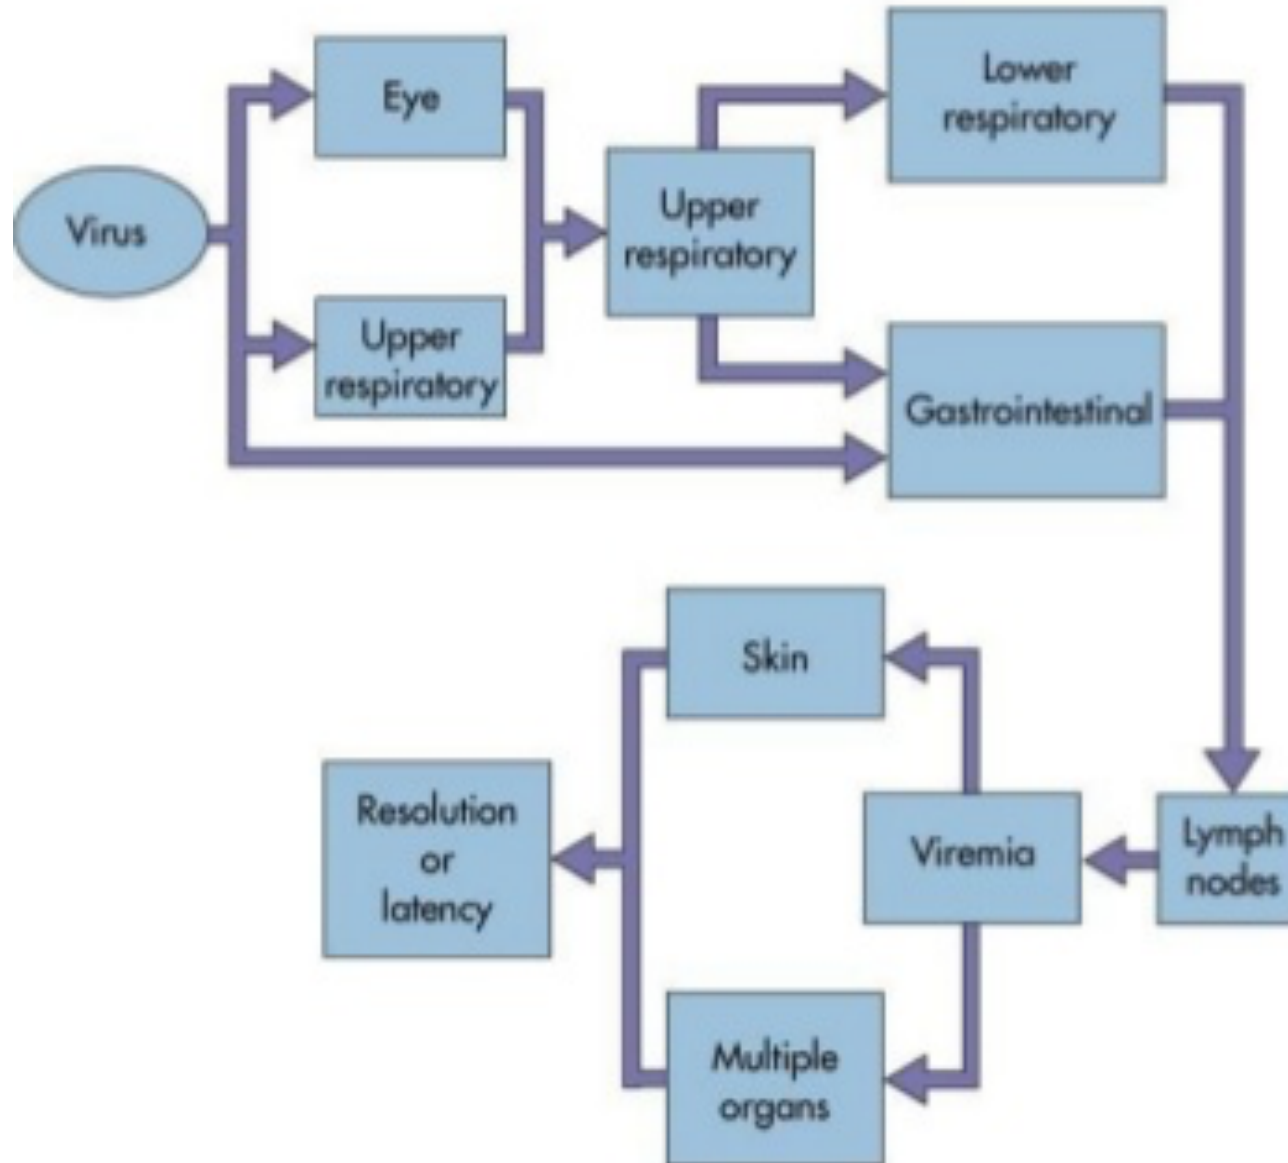 Eye
Lower
respiratory
Virus
Upper
respiratory
Upper
respiratory
Gastrointestinal
Skin
Resolution
or
latency
Viremia
Lymph
nodes
Multiple
organs